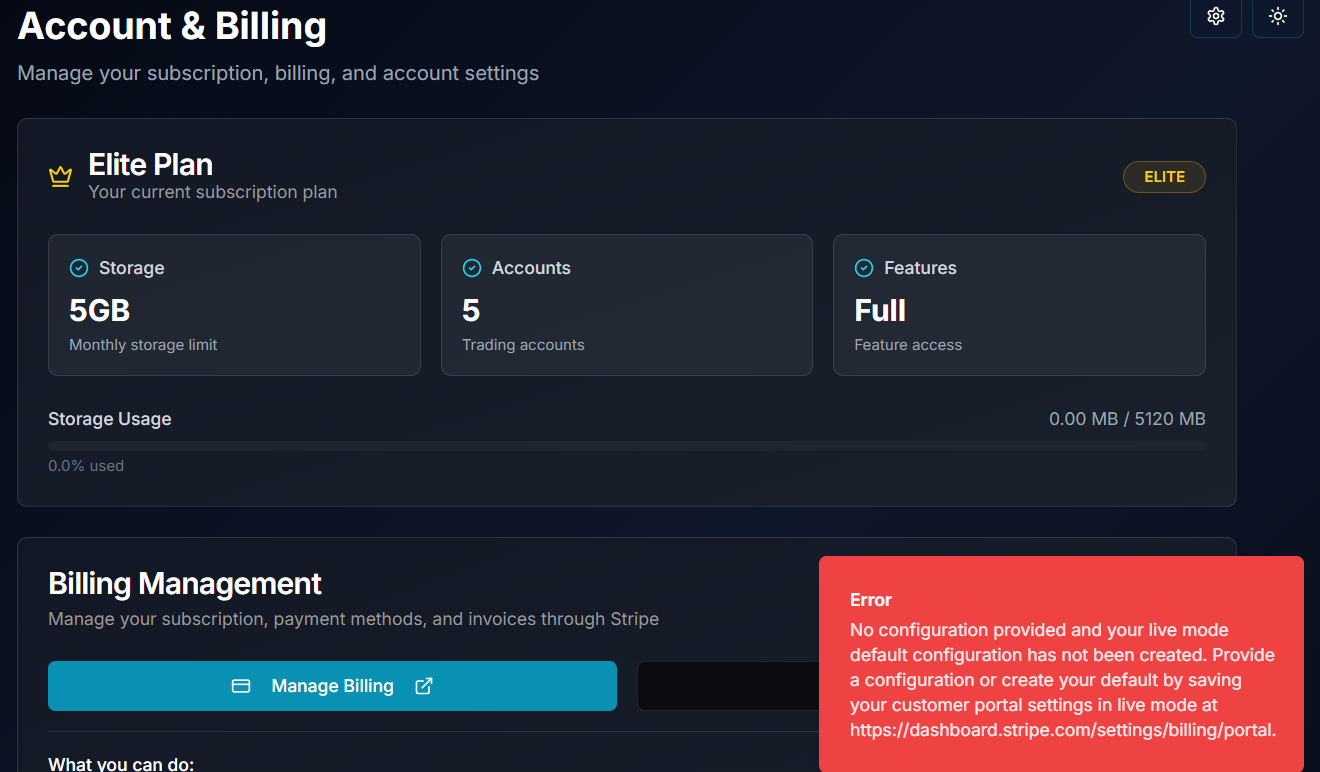 Account & Billing
Manage your subscription, billing, and account settings
Elite Plan
Your current subscription plan
ELITE
Storage
5GB
Monthly storage limit
Accounts
5
Trading accounts
Features
Full
Feature access
Storage Usage
0.00 MB / 5120 MB
0.0% used
Billing Management
Manage your subscription, payment methods, and invoices through Stripe
Manage Billing
What you can do:
Error
No configuration provided and your live mode
default configuration has not been created. Provide
a configuration or create your default by saving
your customer portal settings in live mode at
https://dashboard.stripe.com/settings/billing/portal.